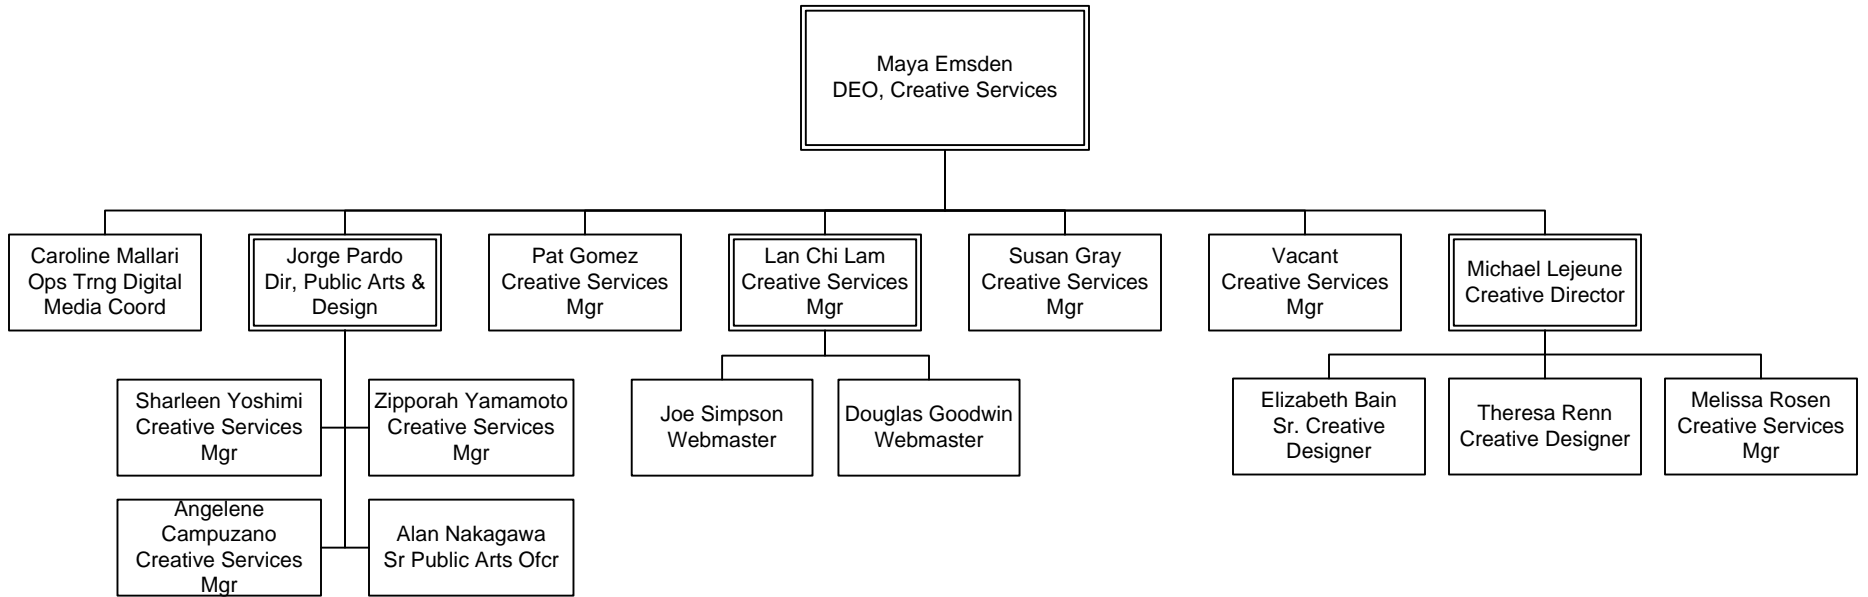 Maya Emsden
DEO, Creative Services
Caroline Mallari
Ops Trng Digital
Media Coord
Jorge Pardo
Dir, Public Arts &
Design
Pat Gomez
Creative Services
Mgr
Lan Chi Lam
Creative Services
Mgr
Susan Gray
Creative Services
Mgr
Vacant
Creative Services
Mgr
Michael Lejeune
Creative Director
Sharleen Yoshimi
Creative Services
Mgr
Zipporah Yamamoto
Creative Services
Mgr
Joe Simpson
Webmaster
Douglas Goodwin
Webmaster
Elizabeth Bain
Sr. Creative
Designer
Theresa Renn
Creative Designer
Melissa Rosen
Creative Services
Mgr
Angelene
Campuzano
Creative Services
Mgr
Alan Nakagawa
Sr Public Arts Ofcr